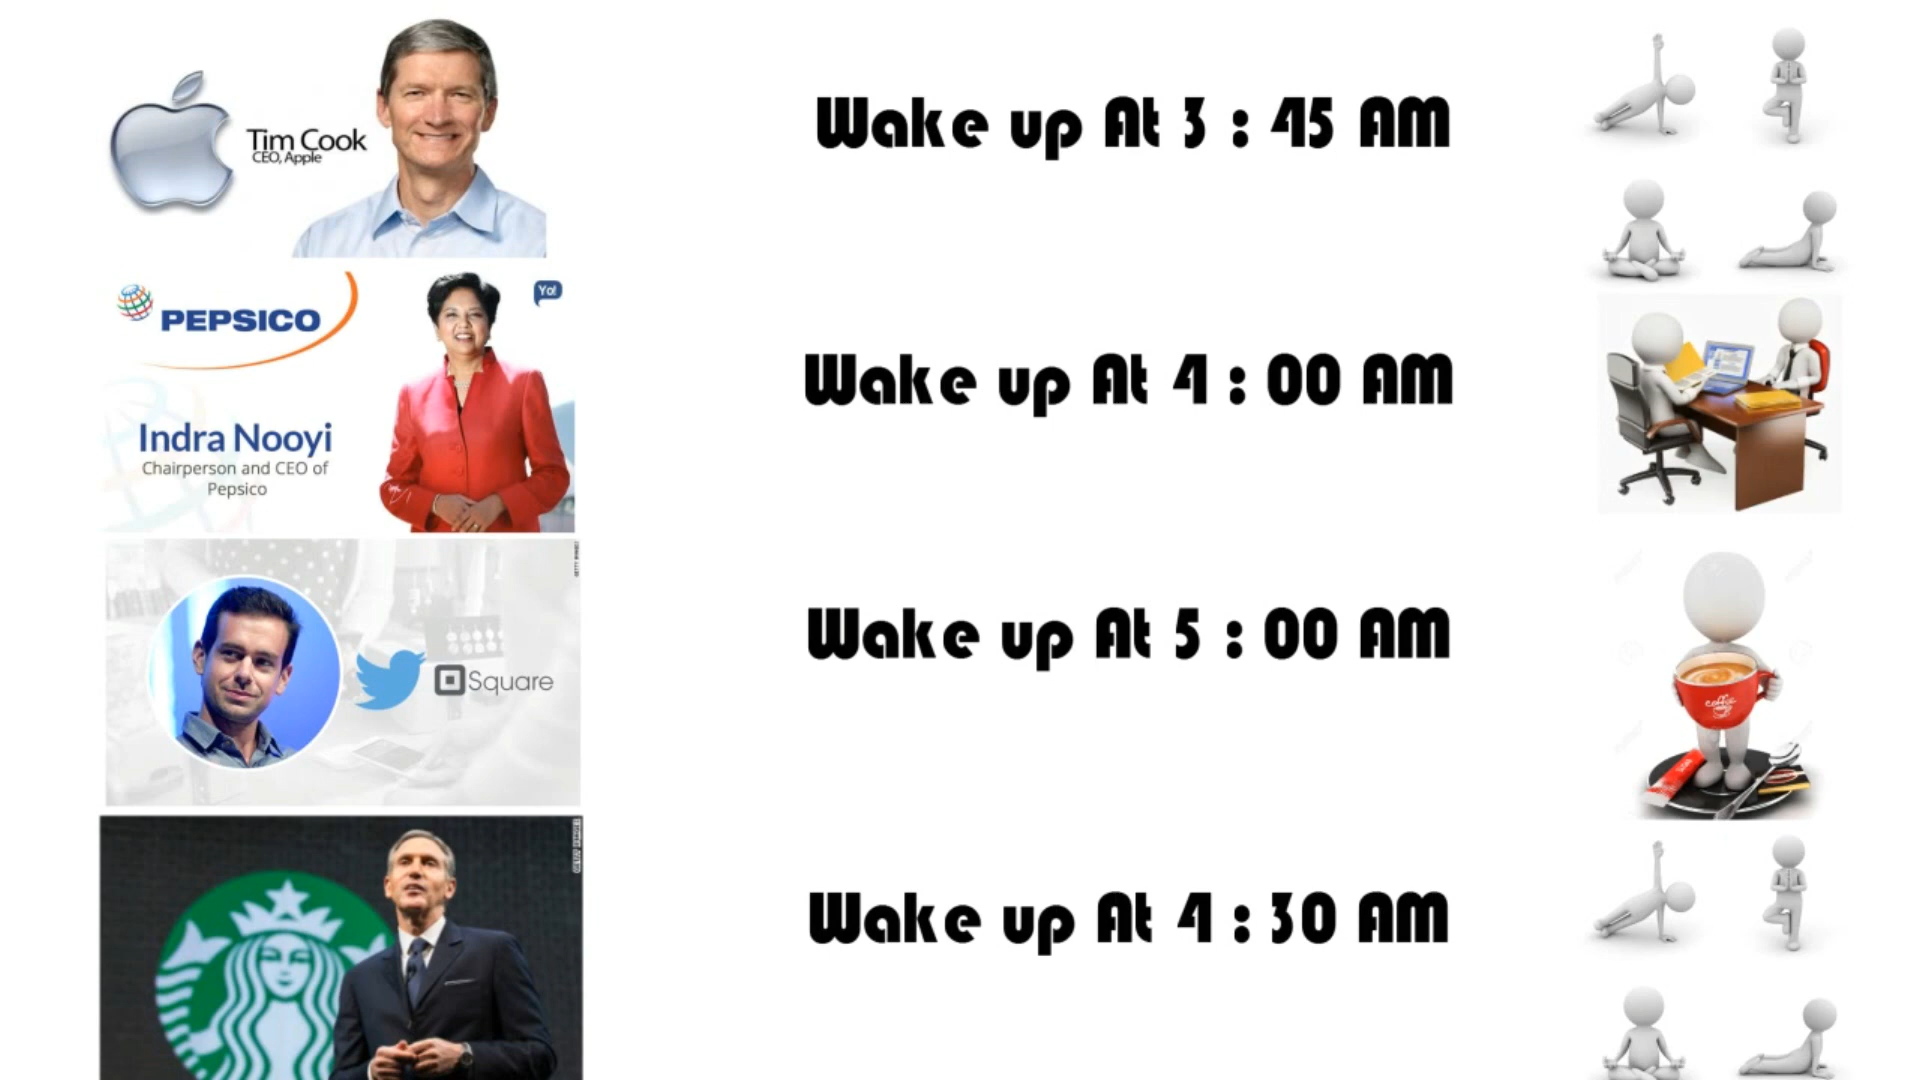 Tim Cook
CEO, Apple
Wake up At 3 : 45 AM
PEPSICO
Yo!
Indra Nooyi
Chairperson and CEO of
Pepsico
Wake up At 4 : 00 AM
Square
Wake up At 5 : 00 AM
coffee
Wake up At 4 : 30 AM